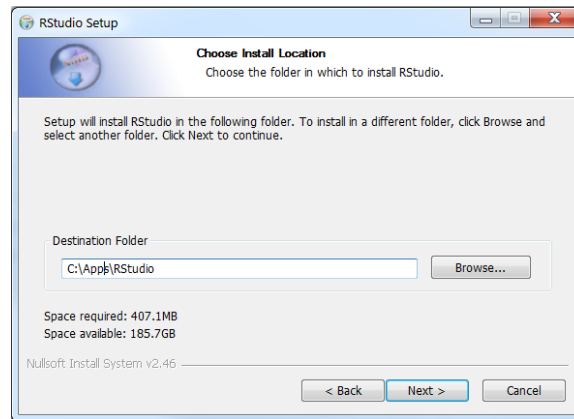 RStudio Setup
Choose Install Location
Choose the folder in which to install RStudio.
Setup will install RStudio in the following folder. To install in a different folder, click Browse and
select another folder. Click Next to continue.
Destination Folder
C:\Apps\RStudio
Browse...
Space required: 407.1MB
Space available: 185.7GB
Nullsoft Install System v2.46
< Back
Next >
Cancel